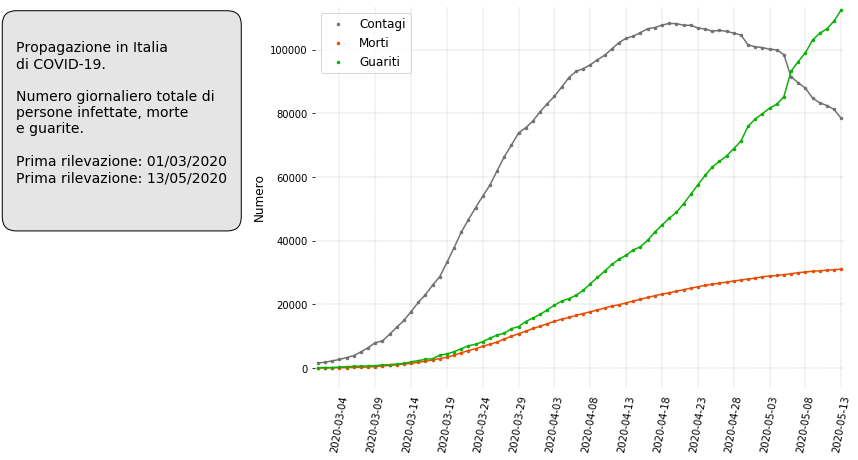 Propagazione in Italia
di COVID-19.
Numero giornaliero totale di
persone infettate, morte
e guarite.
Prima rilevazione: 01/03/2020
Prima rilevazione: 13/05/2020
Contagi
Morti
Guariti
Numero
100000
80000
60000
40000
20000
0
2020-03-04
2020-03-09
2020-03-14
2020-03-19
2020-03-24
2020-03-29
2020-04-03
2020-04-08
2020-04-13
2020-04-18
2020-04-23
2020-04-28
2020-05-03
2020-05-08
2020-05-13